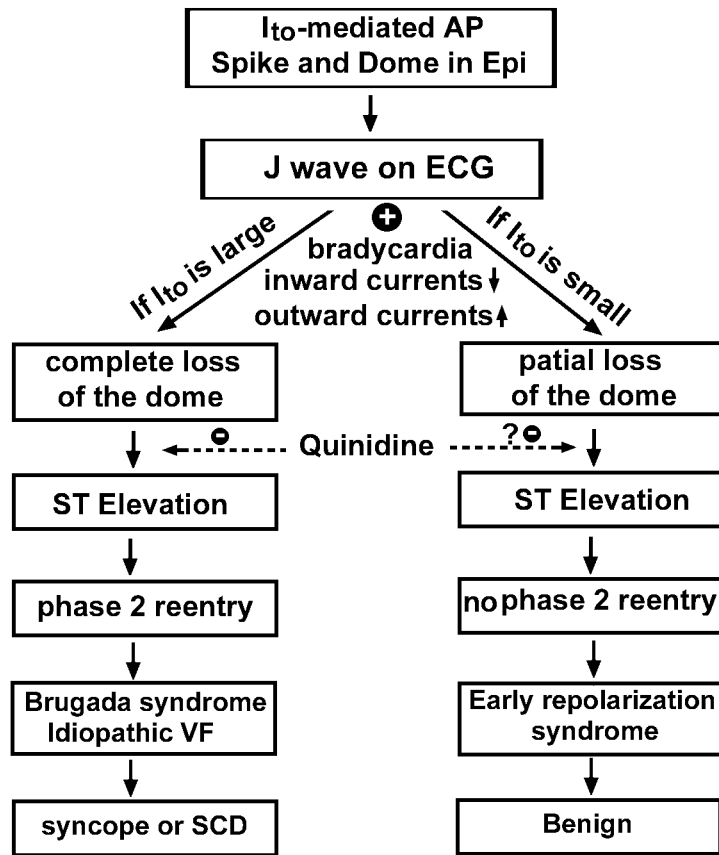 Ito-mediated AP
Spike and Dome in Epi
J wave on ECG
+
If Ito is large
bradycardia
inward currents↓
outward currents↑
If Ito is small
complete loss
of the dome
patial loss
of the dome
- Quinidine ? -
ST Elevation
ST Elevation
phase 2 reentry
no phase 2 reentry
Brugada syndrome
Idiopathic VF
Early repolarization
syndrome
syncope or SCD
Benign